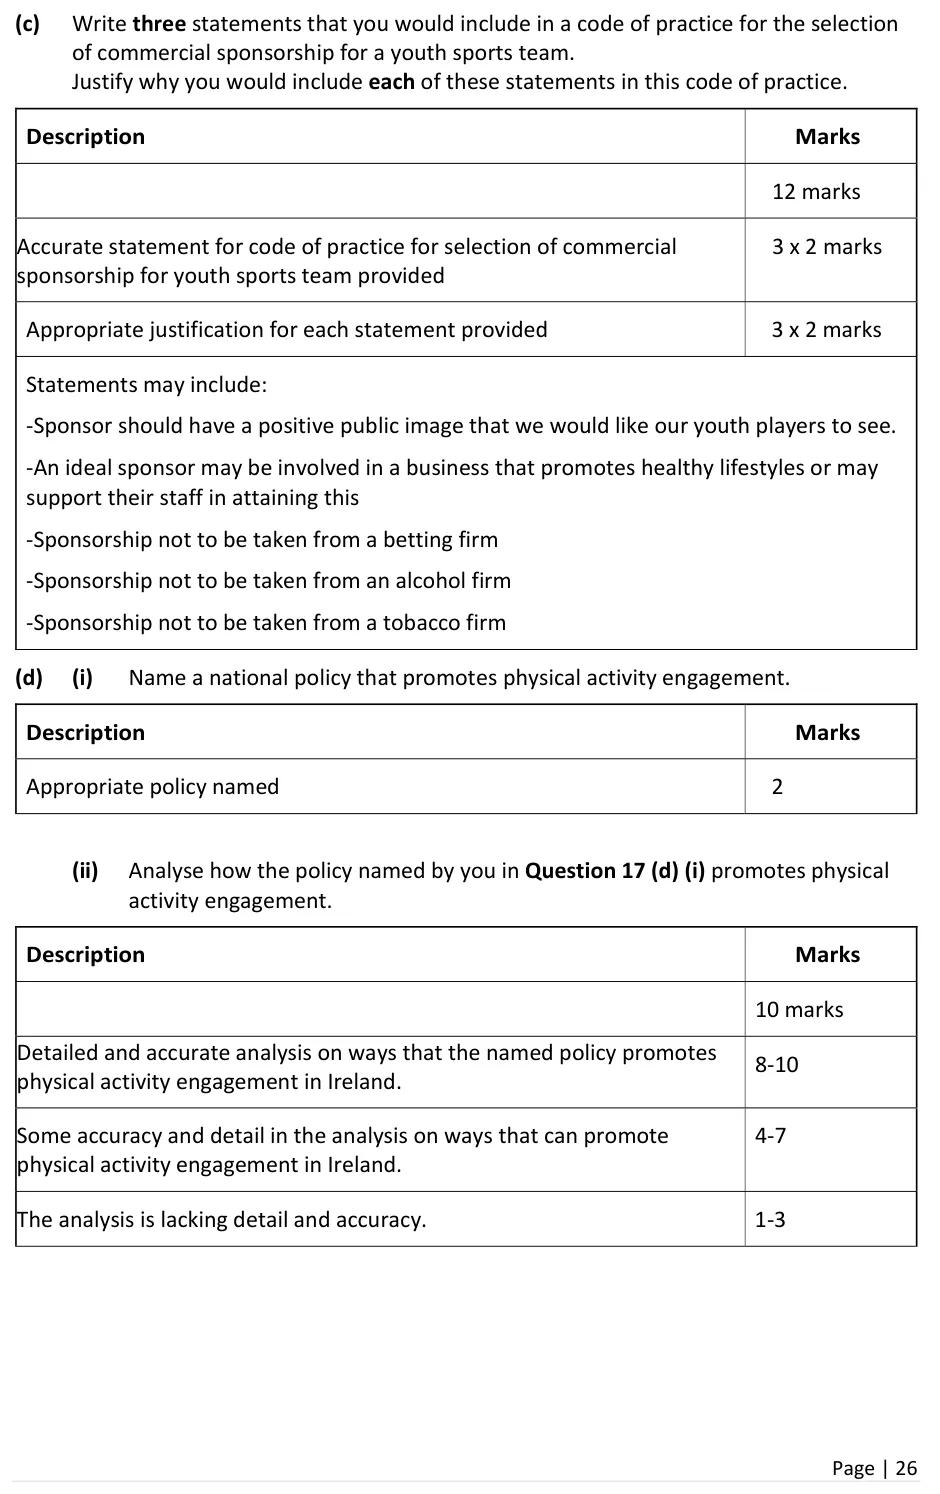 (c) Write three statements that you would include in a code of practice for the selection
of commercial sponsorship for a youth sports team.
Justify why you would include each of these statements in this code of practice.
Description Marks
12 marks
Accurate statement for code of practice for selection of commercial 3 x 2 marks
sponsorship for youth sports team provided
Appropriate justification for each statement provided 3 x 2 marks
Statements may include:
-Sponsor should have a positive public image that we would like our youth players to see.
-An ideal sponsor may be involved in a business that promotes healthy lifestyles or may
support their staff in attaining this
-Sponsorship not to be taken from a betting firm
-Sponsorship not to be taken from an alcohol firm
-Sponsorship not to be taken from a tobacco firm
(d) (i) Name a national policy that promotes physical activity engagement.
Description Marks
Appropriate policy named 2
(ii) Analyse how the policy named by you in Question 17 (d) (i) promotes physical
activity engagement.
Description Marks
10 marks
Detailed and accurate analysis on ways that the named policy promotes 8-10
physical activity engagement in Ireland.
Some accuracy and detail in the analysis on ways that can promote 4-7
physical activity engagement in Ireland.
The analysis is lacking detail and accuracy. 1-3
Page | 26